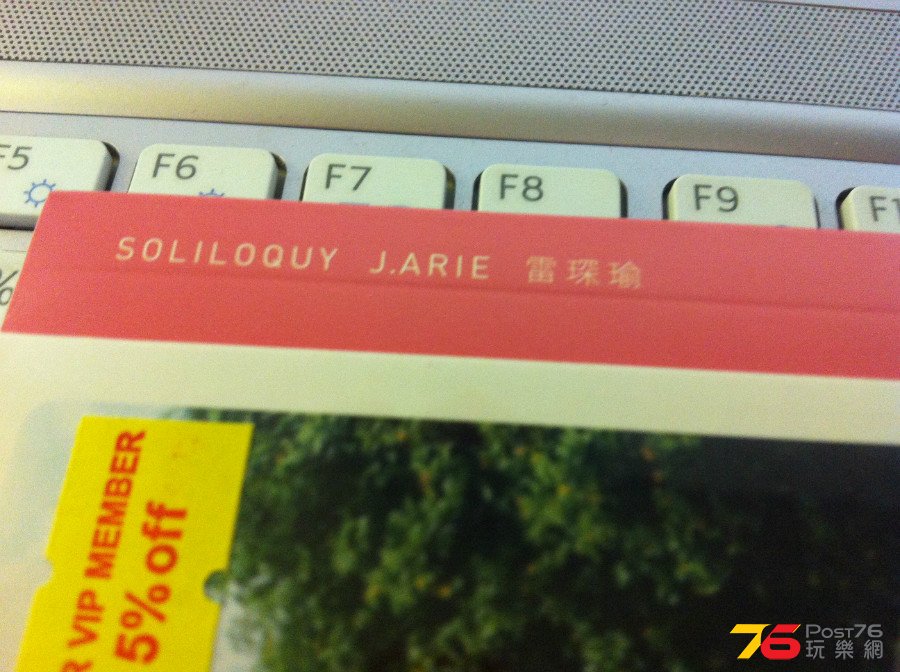 F5 F6 F7 F8 F9 F1
%
SOLILOQUY J.ARIE 雷琛瑜
R VIP MEMBER
5% off
76 Post76
玩樂網